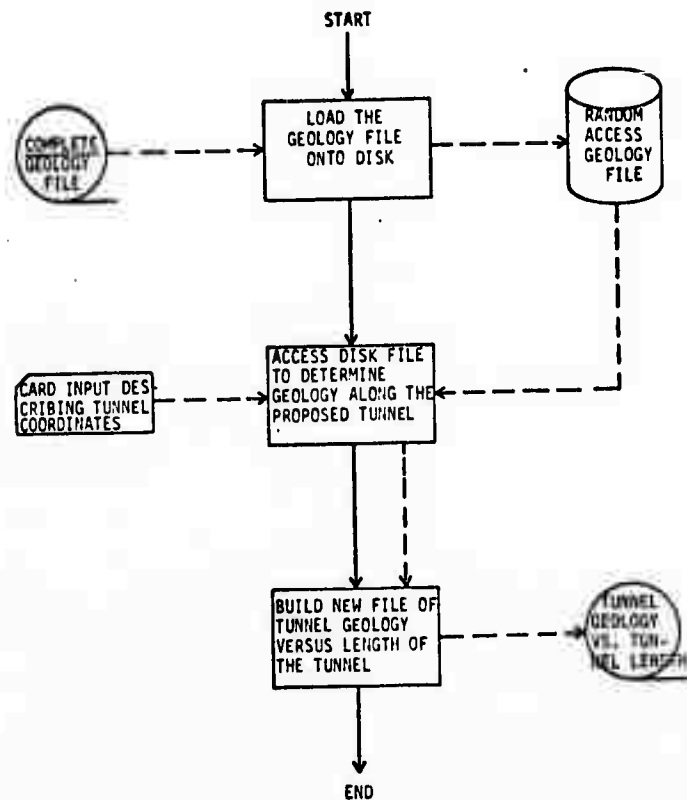 START
LOAD THE
GEOLOGY FILE
ONTO DISK
COMPLETE
GEOLOGY
FILE
RANDOM
ACCESS
GEOLOGY
FILE
ACCESS DISK FILE
TO DETERMINE
GEOLOGY ALONG THE
PROPOSED TUNNEL
CARD INPUT DES-
CRIBING TUNNEL
COORDINATES
BUILD NEW FILE OF
TUNNEL GEOLOGY
VERSUS LENGTH OF
THE TUNNEL
TUNNEL
GEOLOGY
VS. TUN-
NEL LENGTH
END